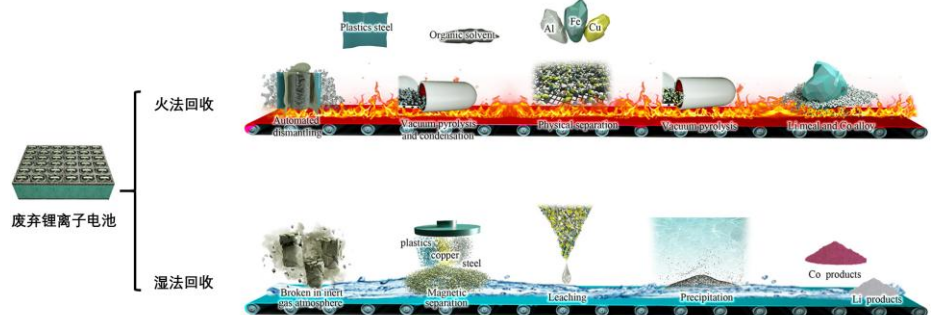 Plastics steel
Organic solvent
Al
Fe
Cu
火法回收
Automated
dismantling
Vacuum pyrolysis
and condensation
Physical separation
Vacuum pyrolysis
Li-meal and Co-alloy
废弃锂离子电池
湿法回收
plastics
copper
steel
Broken in inert
gas atmosphere
Magnetic
separation
Leaching
Precipitation
Co products
Li products